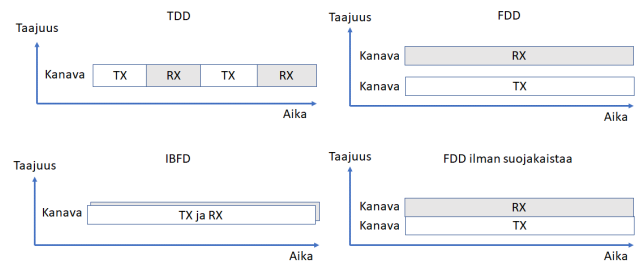 TDD
Taajuus
Kanava TX RX TX RX
Aika
FDD
Taajuus
Kanava RX
Kanava TX
Aika
IBFD
Taajuus
Kanava TX ja RX
Aika
FDD ilman suojakaistaa
Taajuus
Kanava RX
Kanava TX
Aika